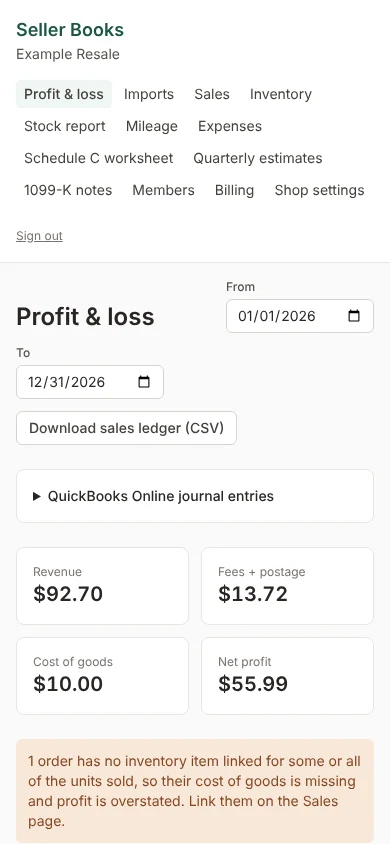 Seller Books
Example Resale
Profit & loss Imports Sales Inventory
Stock report Mileage Expenses
Schedule C worksheet Quarterly estimates
1099-K notes Members Billing Shop settings
Sign out
From
Profit & loss 01/01/2026
To
12/31/2026
Download sales ledger (CSV)
QuickBooks Online journal entries
Revenue Fees + postage
$92.70 $13.72
Cost of goods Net profit
$10.00 $55.99
1 order has no inventory item linked for some or all
of the units sold, so their cost of goods is missing
and profit is overstated. Link them on the Sales
page.